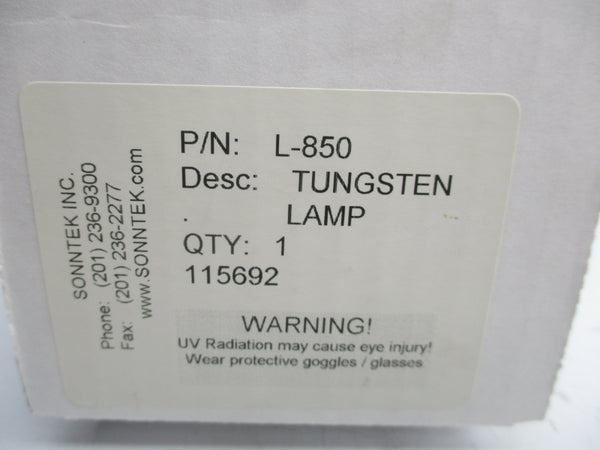 SONNTEK INC.
Phone: (201) 236-9300
Fax: (201) 236-2277
www.SONNTEK.com
P/N: L-850
Desc: TUNGSTEN
. LAMP
QTY: 1
115692
WARNING!
UV Radiation may cause eye injury!
Wear protective goggles / glasses